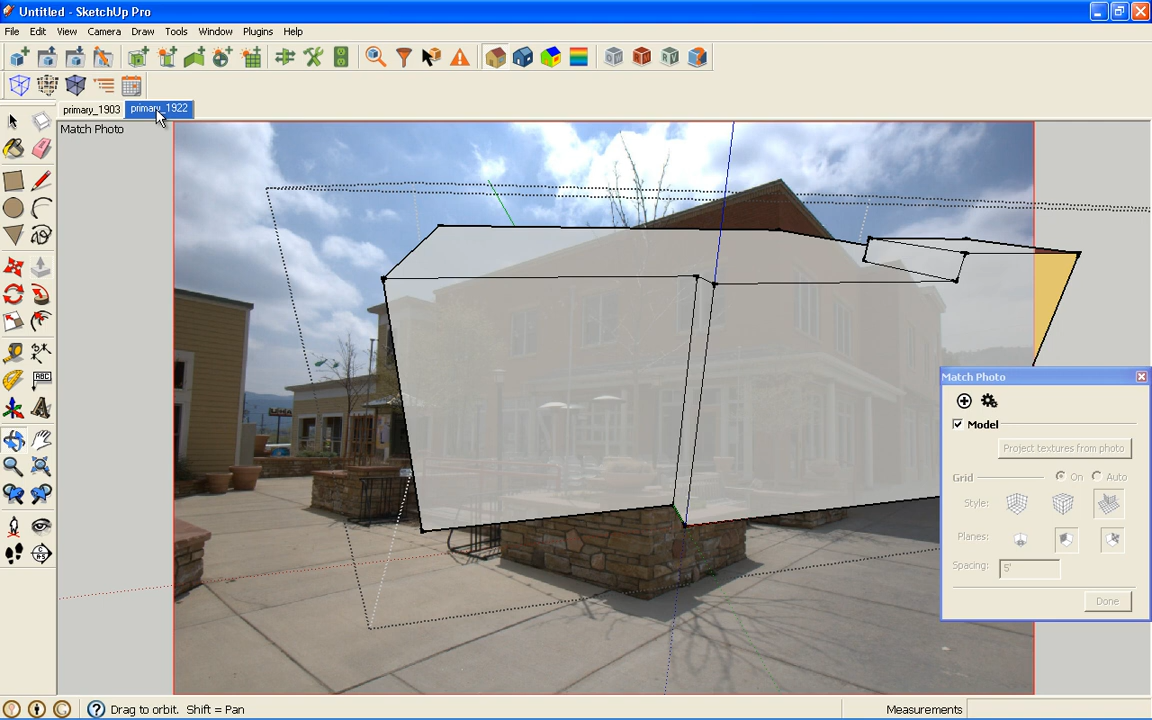 Untitled - SketchUp Pro
File Edit View Camera Draw Tools Window Plugins Help
primary_1903 primary_1922
Match Photo
Match Photo
Model
Project textures from photo
Grid On Auto
Style:
Planes:
Spacing: 5'
Done
Drag to orbit. Shift = Pan Measurements